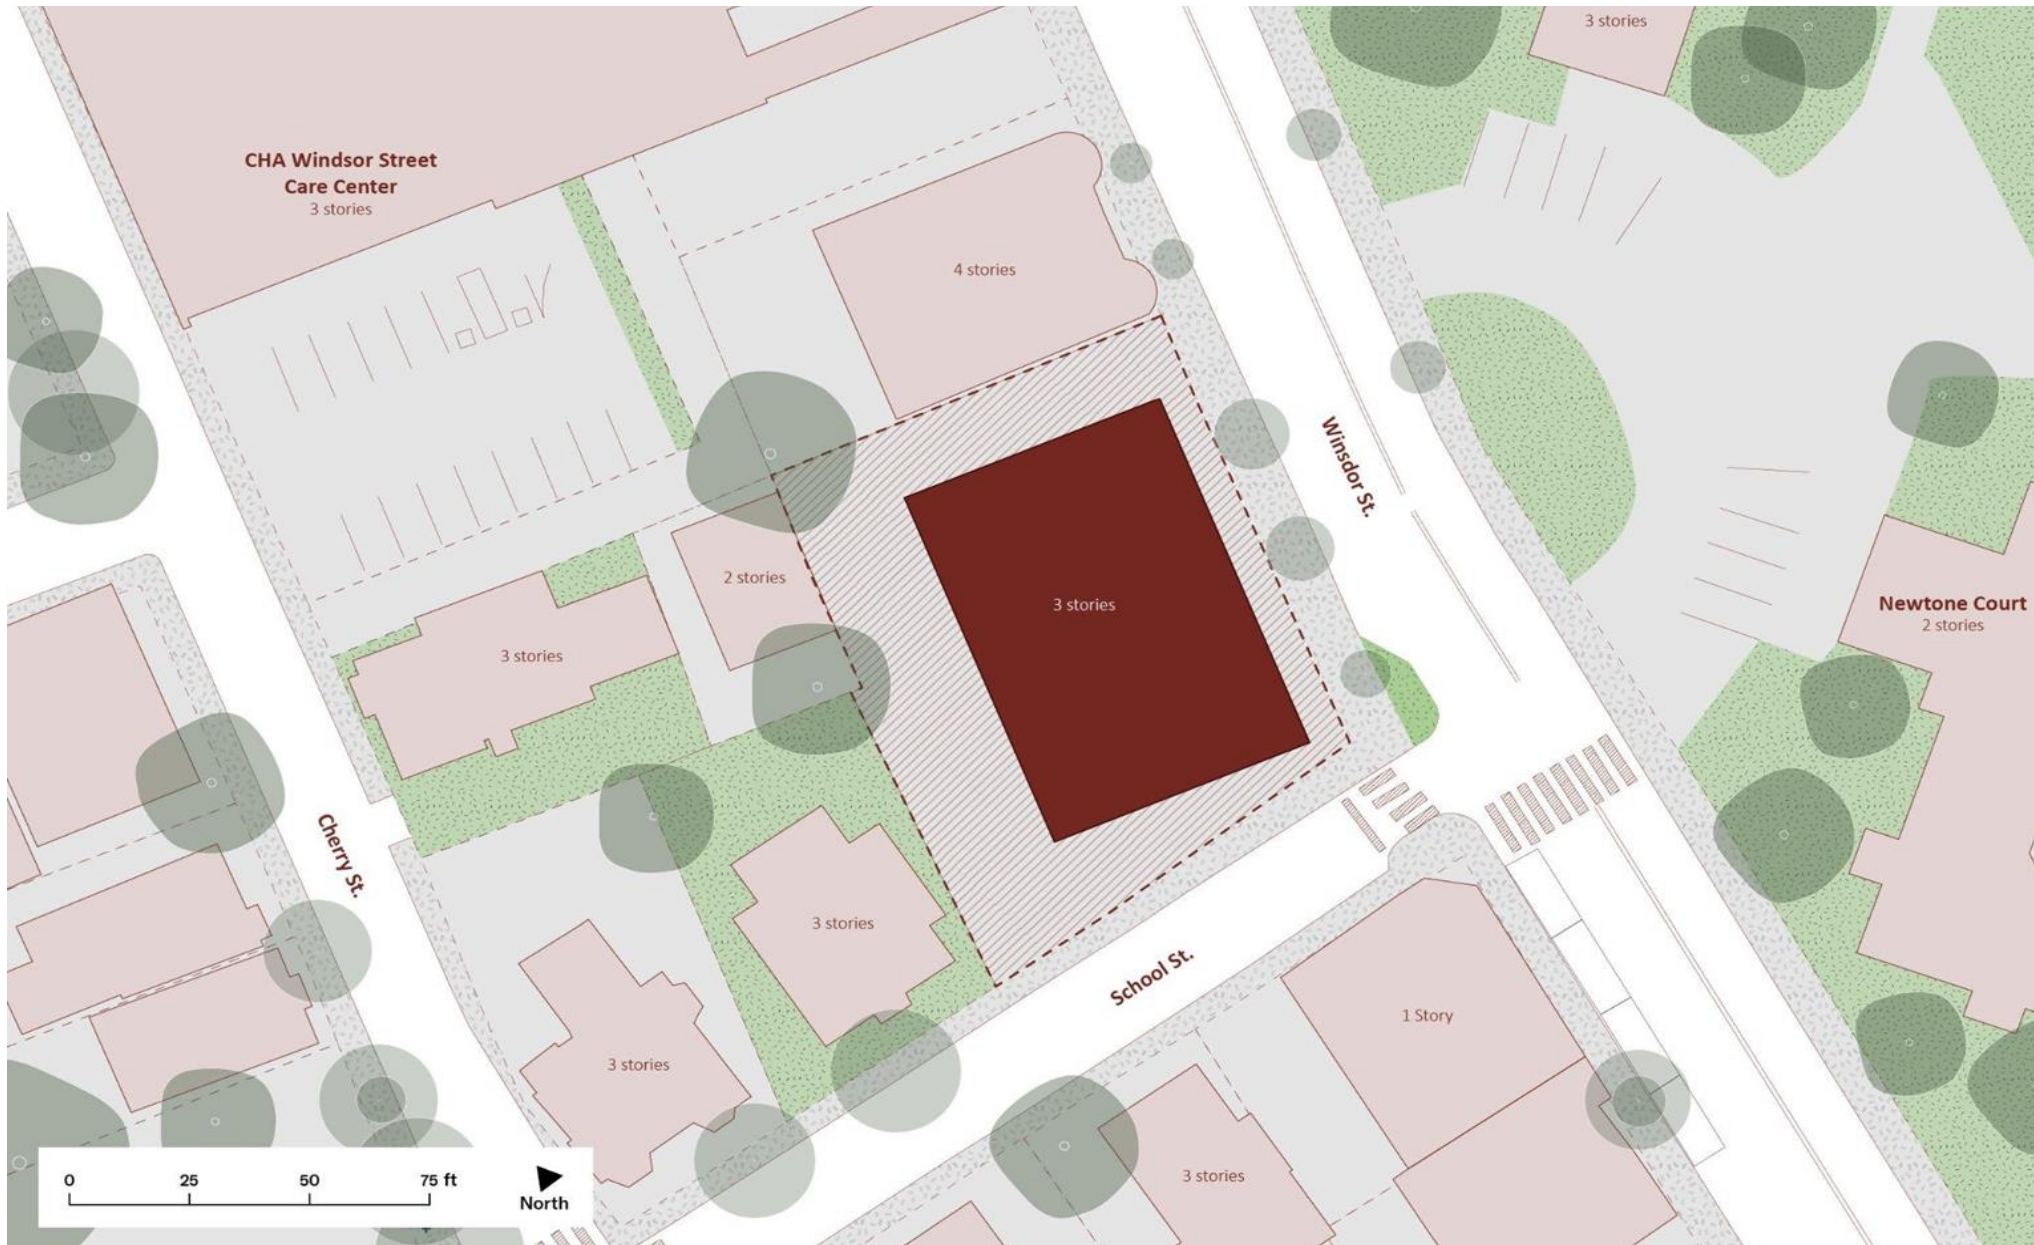 3 stories
CHA Windsor Street
Care Center
3 stories
4 stories
Winsdor St.
2 stories
3 stories
Newtone Court
2 stories
3 stories
Cherry St.
3 stories
School St.
1 Story
3 stories
3 stories
0 25 50 75 ft
North